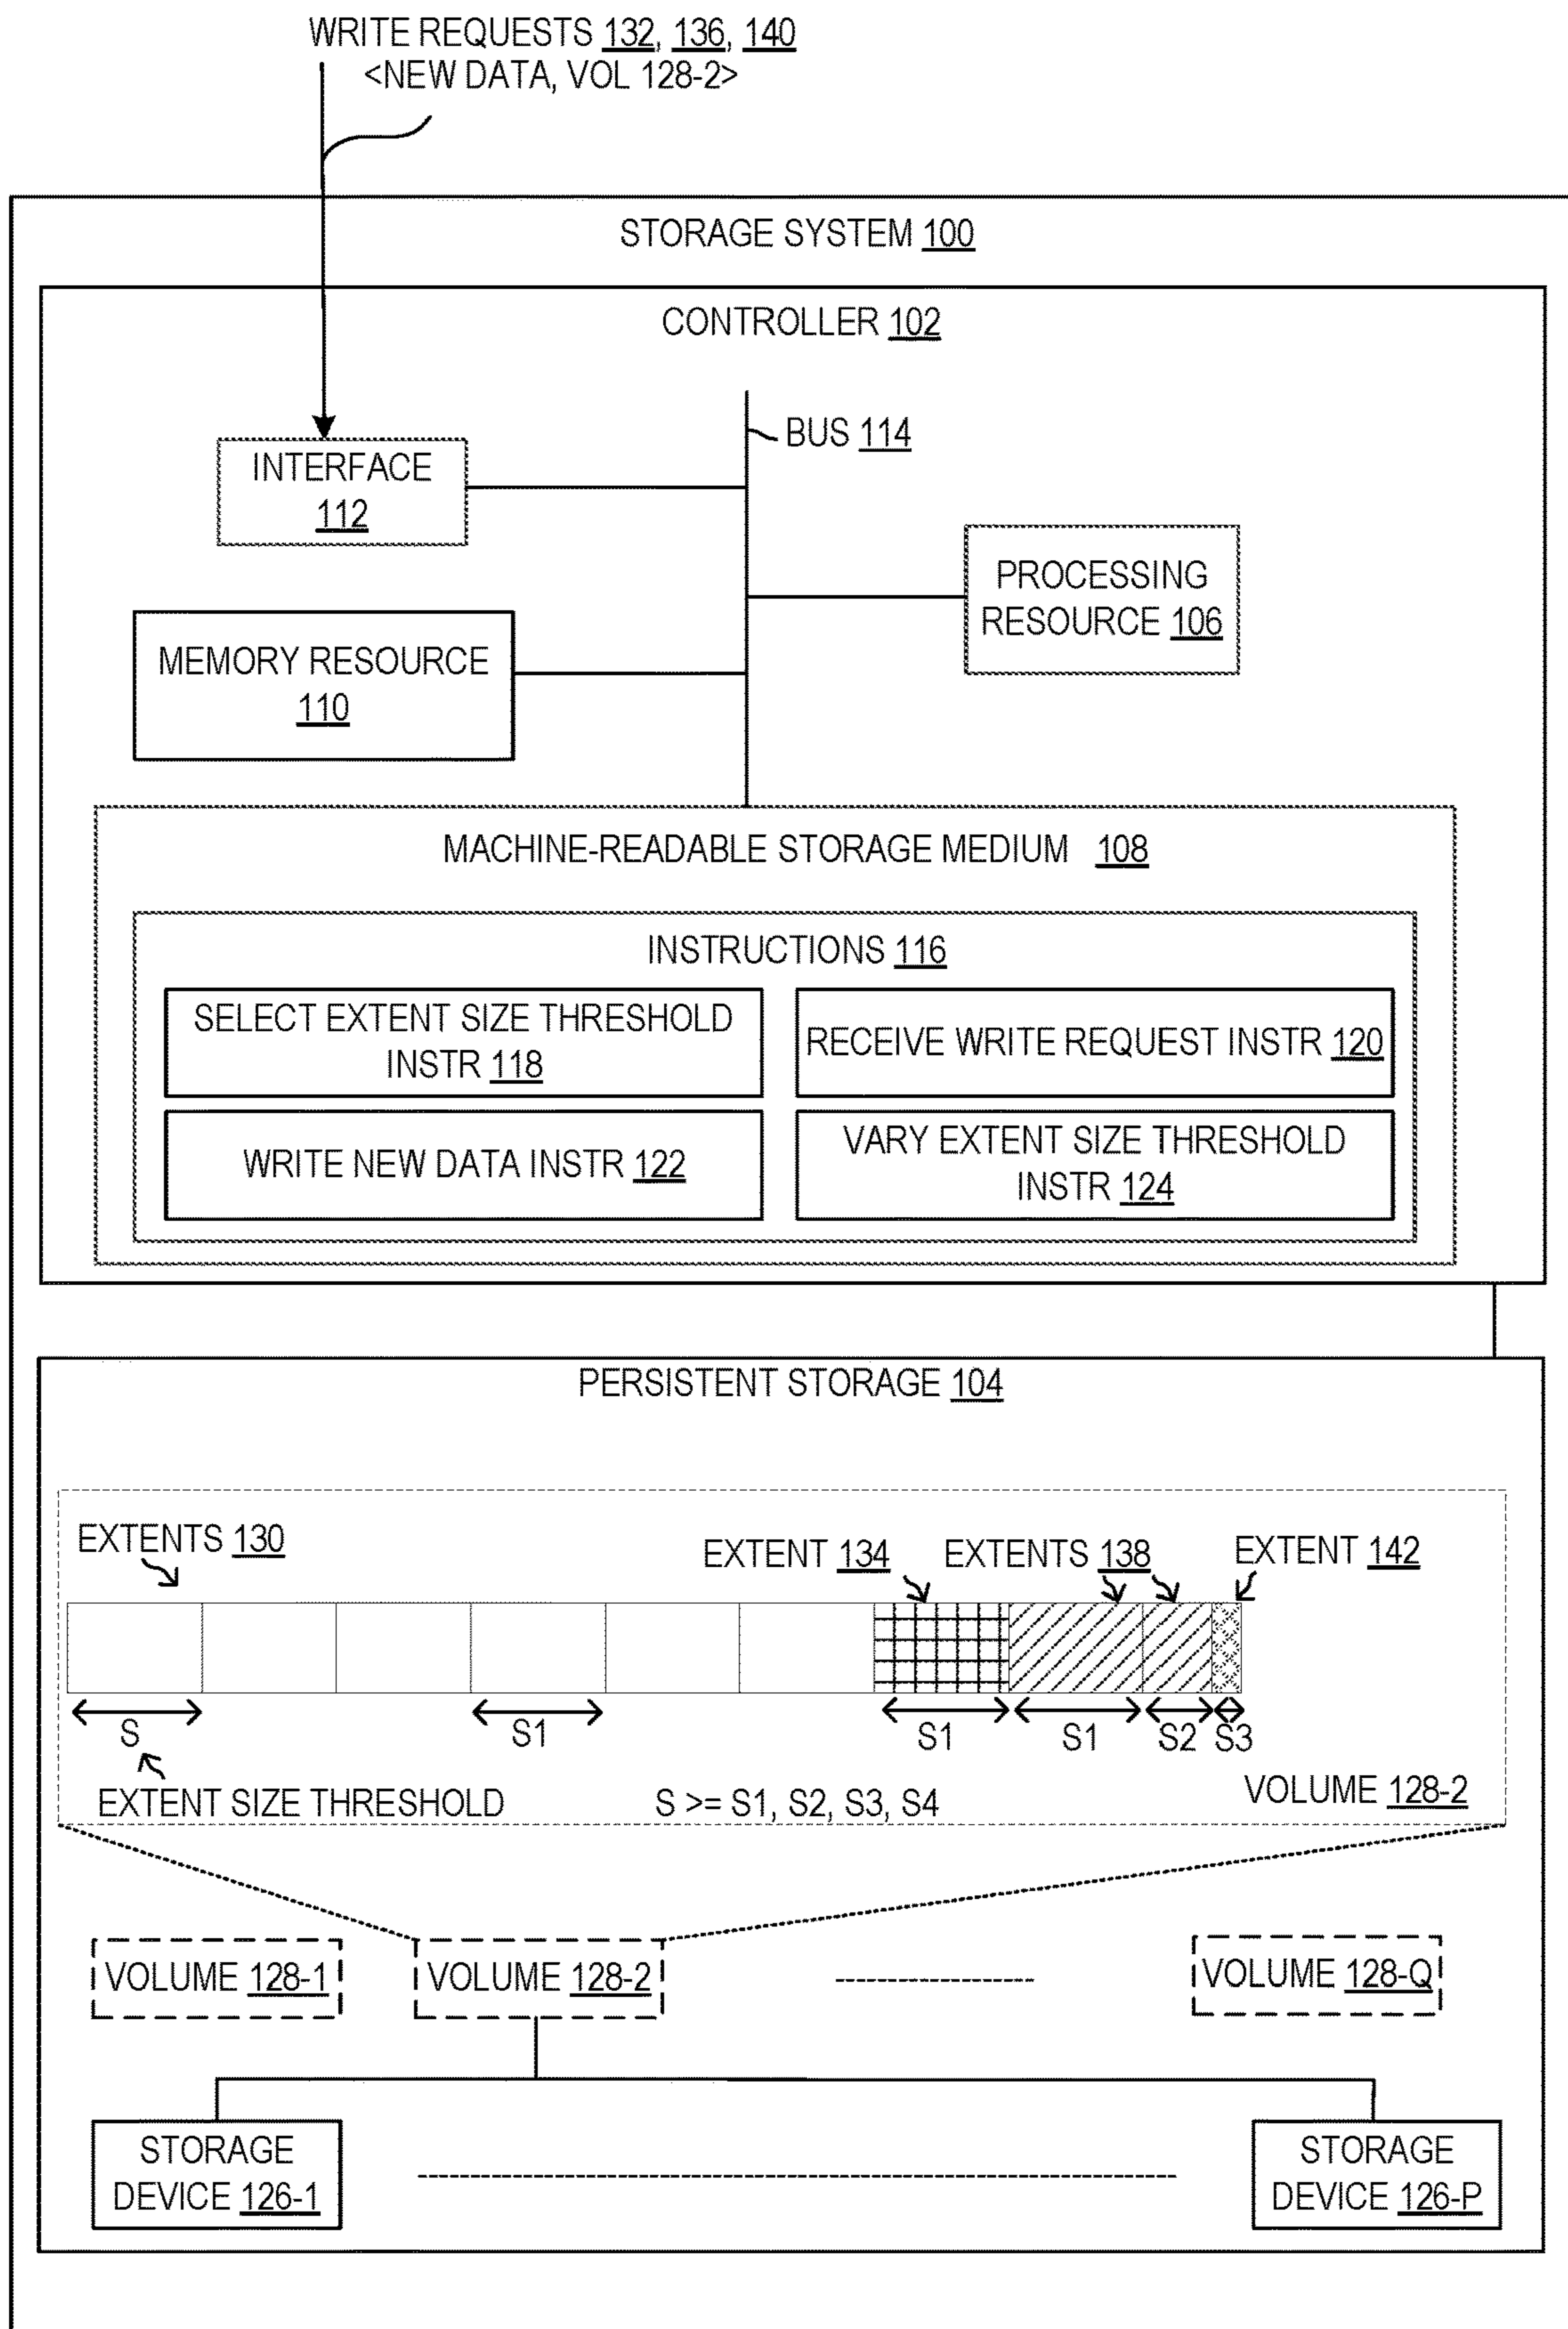 WRITE REQUESTS 132, 136, 140
<NEW DATA, VOL 128-2>
STORAGE SYSTEM 100
CONTROLLER 102
BUS 114
INTERFACE
112
PROCESSING
RESOURCE 106
MEMORY RESOURCE
110
MACHINE-READABLE STORAGE MEDIUM 108
INSTRUCTIONS 116
SELECT EXTENT SIZE THRESHOLD
INSTR 118
RECEIVE WRITE REQUEST INSTR 120
WRITE NEW DATA INSTR 122
VARY EXTENT SIZE THRESHOLD
INSTR 124
PERSISTENT STORAGE 104
EXTENTS 130
EXTENT 134
EXTENTS 138
EXTENT 142
S
S1
S1
S1
S2
S3
EXTENT SIZE THRESHOLD
S >= S1, S2, S3, S4
VOLUME 128-2
VOLUME 128-1
VOLUME 128-2
VOLUME 128-Q
STORAGE
DEVICE 126-1
STORAGE
DEVICE 126-P